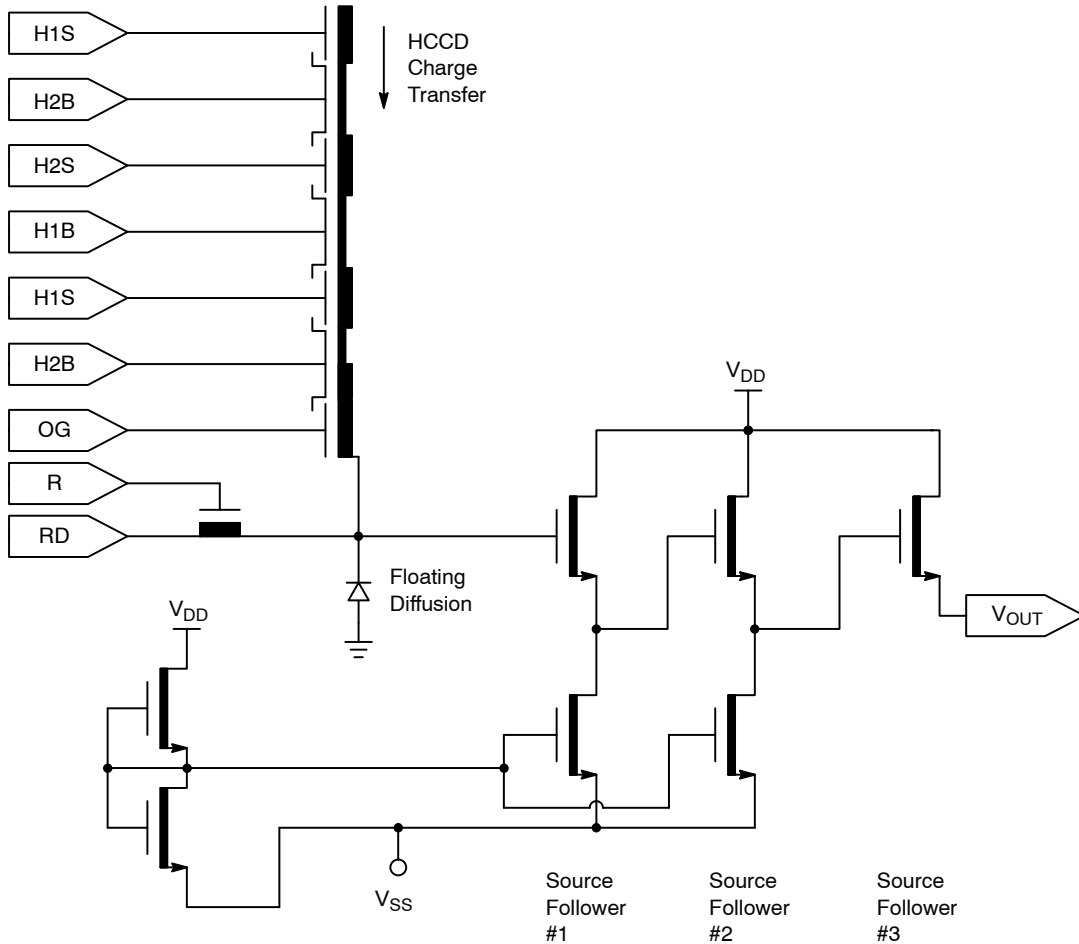 H1S
HCCD
Charge
Transfer
H2B
H2S
H1B
H1S
H2B
OG
R
RD
VDD
Floating
Diffusion
VDD
VOUT
VSS
Source
Follower
#1
Source
Follower
#2
Source
Follower
#3